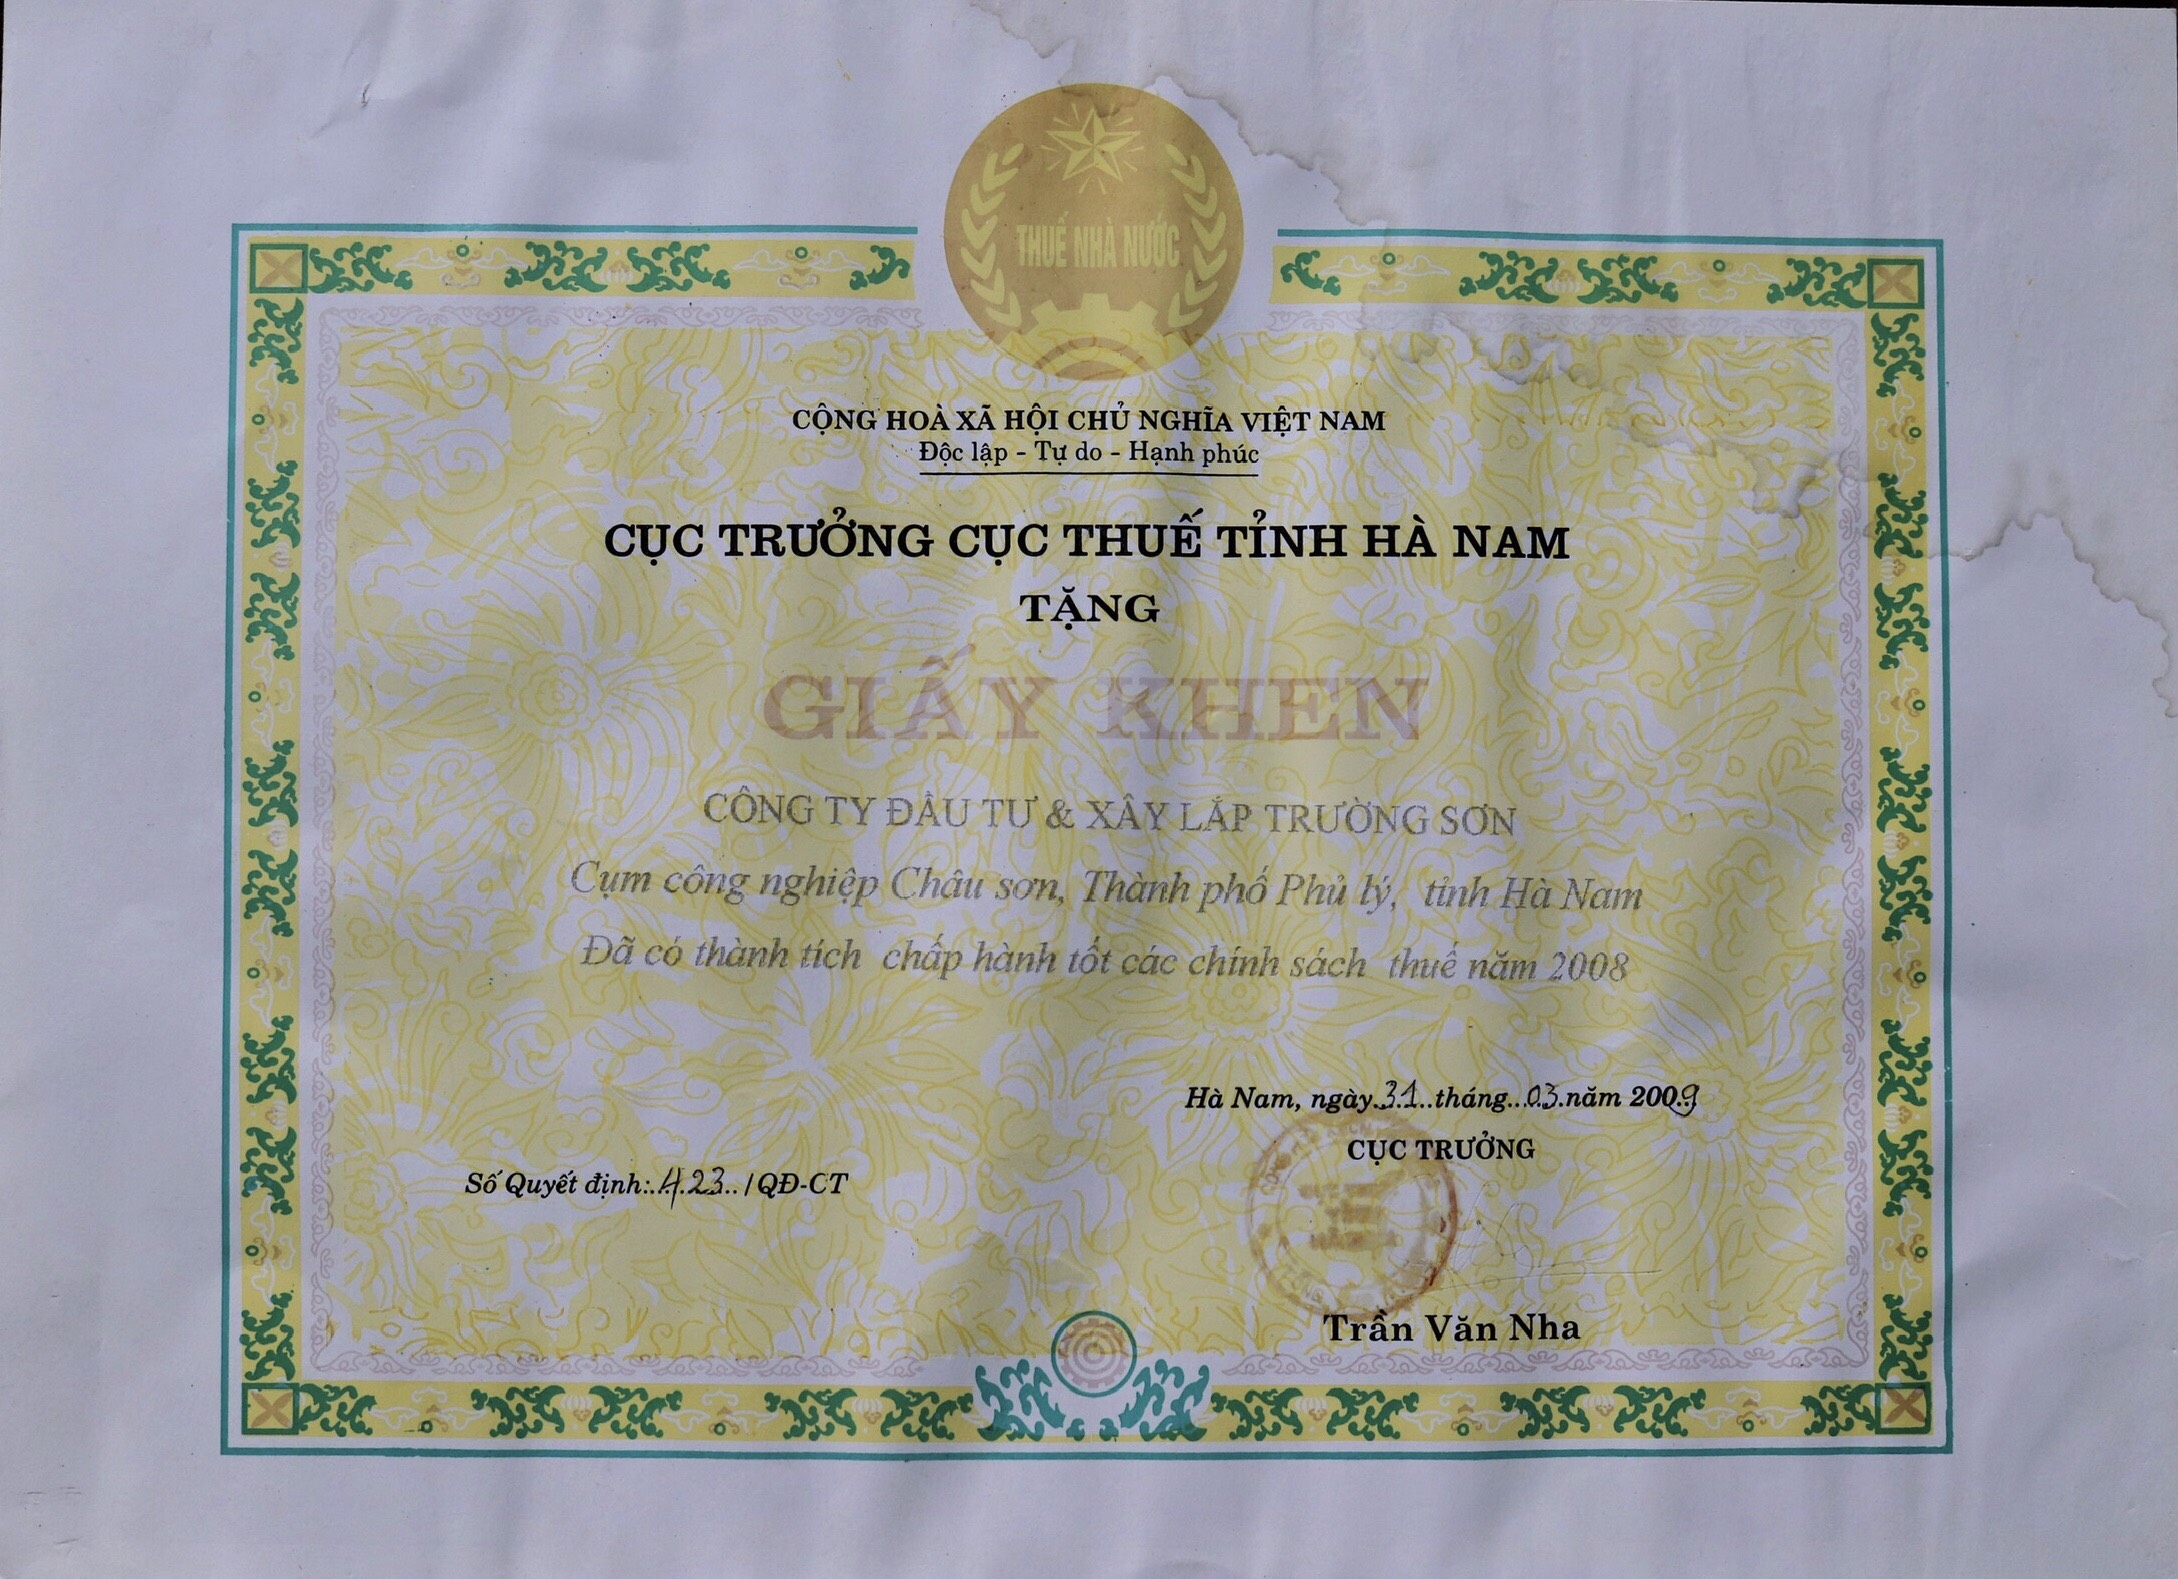 THUẾ NHÀ NƯỚC
CỘNG HOÀ XÃ HỘI CHỦ NGHĨA VIỆT NAM
Độc lập - Tự do - Hạnh phúc
CỤC TRƯỞNG CỤC THUẾ TỈNH HÀ NAM
TẶNG
GIẤY KHEN
CÔNG TY ĐẦU TƯ & XÂY LẮP TRƯỜNG SƠN
Cụm công nghiệp Châu sơn, Thành phố Phủ lý, tỉnh Hà Nam
Đã có thành tích chấp hành tốt các chính sách thuế năm 2008
Hà Nam, ngày.31..tháng...03.năm 2009
CỤC TRƯỞNG
Số Quyết định:..423../QĐ-CT
Trần Văn Nha